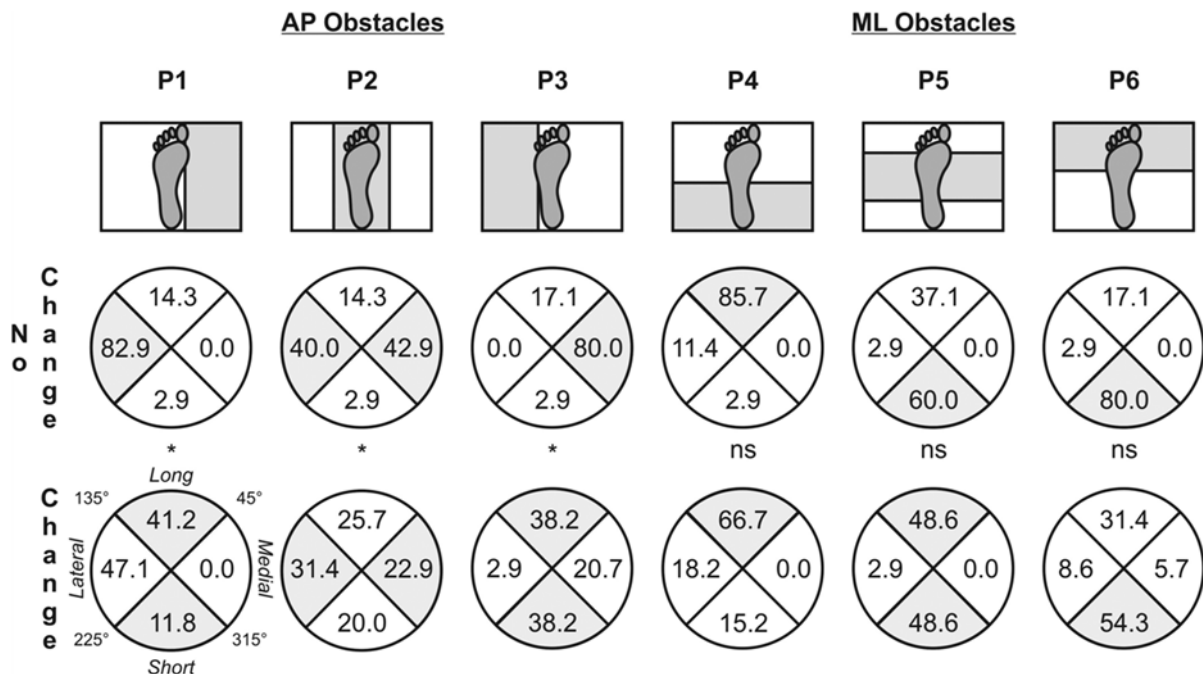 AP Obstacles ML Obstacles
P1 P2 P3 P4 P5 P6
No Change
14.3 14.3 17.1 85.7 37.1 17.1
82.9 0.0 40.0 42.9 0.0 80.0 11.4 0.0 2.9 0.0 2.9 0.0
2.9 2.9 2.9 2.9 60.0 80.0
* * * ns ns ns
Change
Long
135° 45°
41.2 25.7 38.2 66.7 48.6 31.4
Lateral 47.1 0.0 Medial 31.4 22.9 2.9 20.7 18.2 0.0 2.9 0.0 8.6 5.7
11.8 20.0 38.2 15.2 48.6 54.3
225° 315°
Short